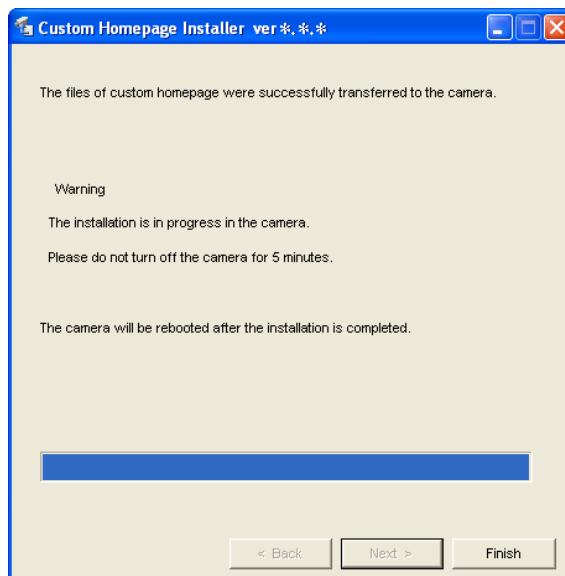 Custom Homepage Installer ver＊.＊.＊
The files of custom homepage were successfully transferred to the camera.
Warning
The installation is in progress in the camera.
Please do not turn off the camera for 5 minutes.
The camera will be rebooted after the installation is completed.
< Back Next > Finish